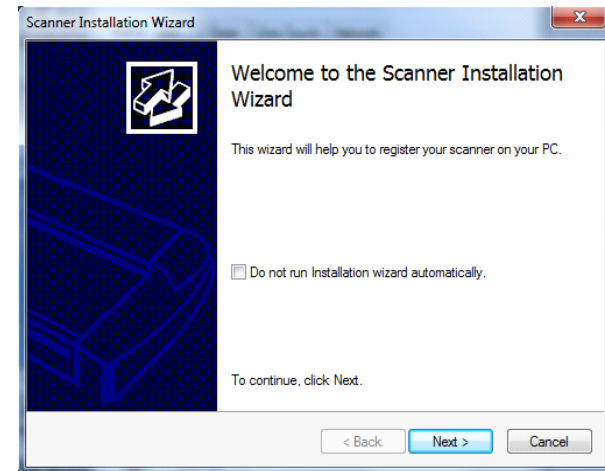 Scanner Installation Wizard
Welcome to the Scanner Installation
Wizard
This wizard will help you to register your scanner on your PC.
Do not run Installation wizard automatically.
To continue, click Next.
< Back Next > Cancel